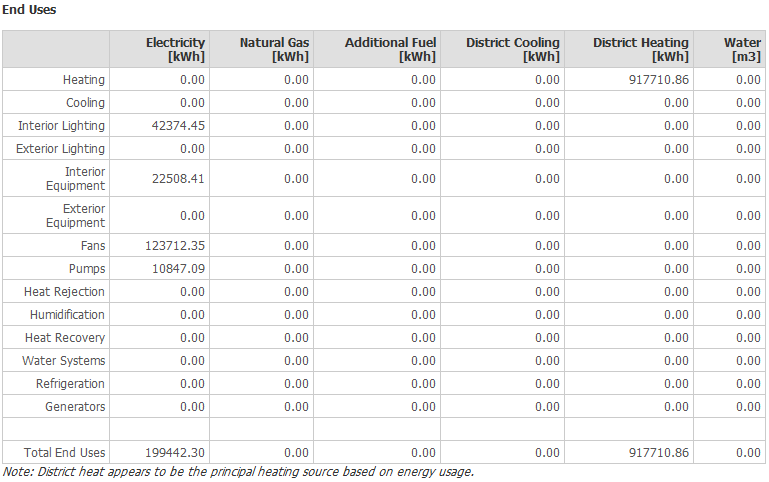 End Uses
Electricity [kWh] Natural Gas [kWh] Additional Fuel [kWh] District Cooling [kWh] District Heating [kWh] Water [m3]
Heating 0.00 0.00 0.00 0.00 917710.86 0.00
Cooling 0.00 0.00 0.00 0.00 0.00 0.00
Interior Lighting 42374.45 0.00 0.00 0.00 0.00 0.00
Exterior Lighting 0.00 0.00 0.00 0.00 0.00 0.00
Interior Equipment 22508.41 0.00 0.00 0.00 0.00 0.00
Exterior Equipment 0.00 0.00 0.00 0.00 0.00 0.00
Fans 123712.35 0.00 0.00 0.00 0.00 0.00
Pumps 10847.09 0.00 0.00 0.00 0.00 0.00
Heat Rejection 0.00 0.00 0.00 0.00 0.00 0.00
Humidification 0.00 0.00 0.00 0.00 0.00 0.00
Heat Recovery 0.00 0.00 0.00 0.00 0.00 0.00
Water Systems 0.00 0.00 0.00 0.00 0.00 0.00
Refrigeration 0.00 0.00 0.00 0.00 0.00 0.00
Generators 0.00 0.00 0.00 0.00 0.00 0.00
Total End Uses 199442.30 0.00 0.00 0.00 917710.86 0.00
Note: District heat appears to be the principal heating source based on energy usage.